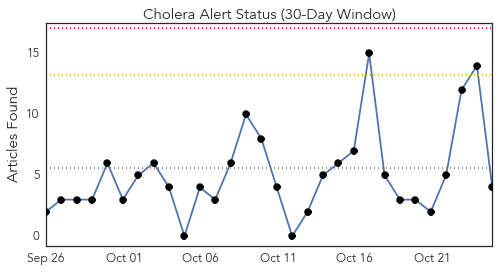 Cholera Alert Status (30-Day Window)
Articles Found
15
10
5
0
Sep 26 Oct 01 Oct 06 Oct 11 Oct 16 Oct 21